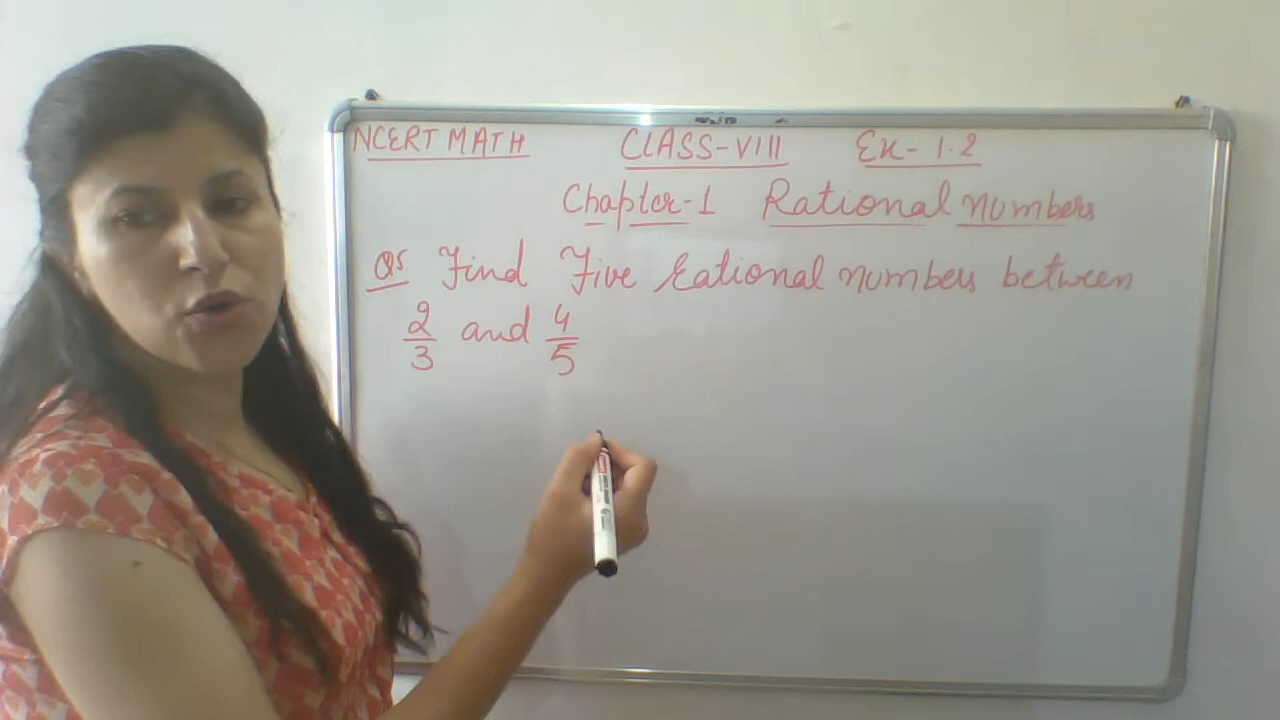 NCERT MATH CLASS-VIII Ex-1.2
Chapter-1 Rational numbers
Q5 Find Five rational numbers between
2/3 and 4/5